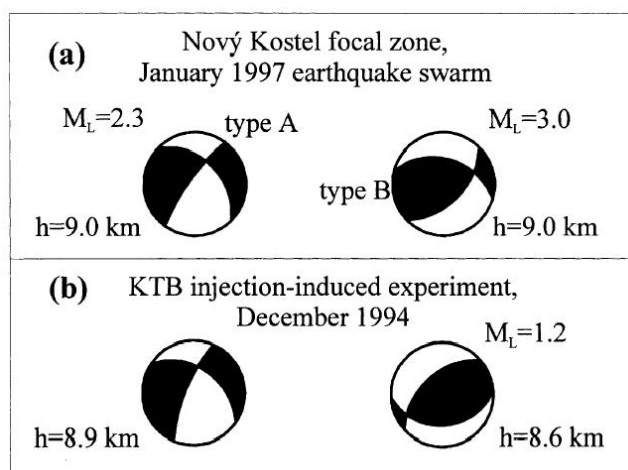 (a)
Nový Kostel focal zone,
January 1997 earthquake swarm
M_L=2.3
type A
M_L=3.0
type B
h=9.0 km
h=9.0 km
(b)
KTB injection-induced experiment,
December 1994
M_L=1.2
h=8.9 km
h=8.6 km